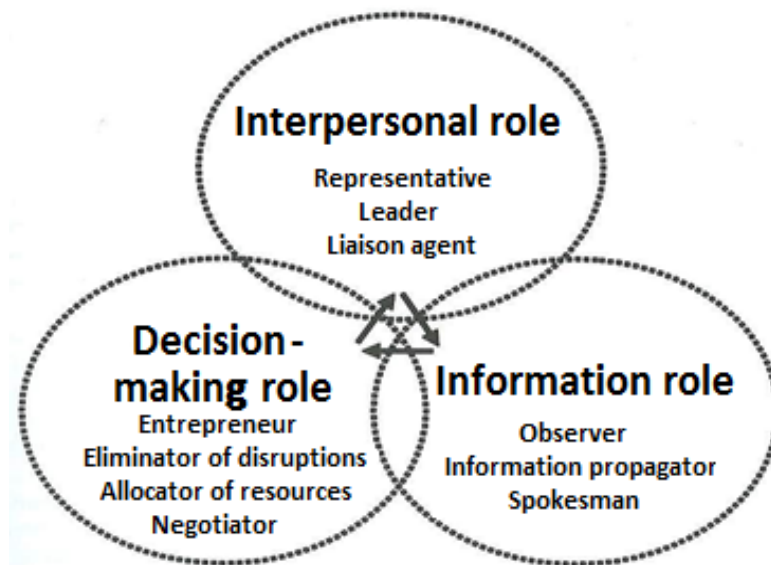 Interpersonal role
Representative
Leader
Liaison agent
Decision-
making role
Entrepreneur
Eliminator of disruptions
Allocator of resources
Negotiator
Information role
Observer
Information propagator
Spokesman